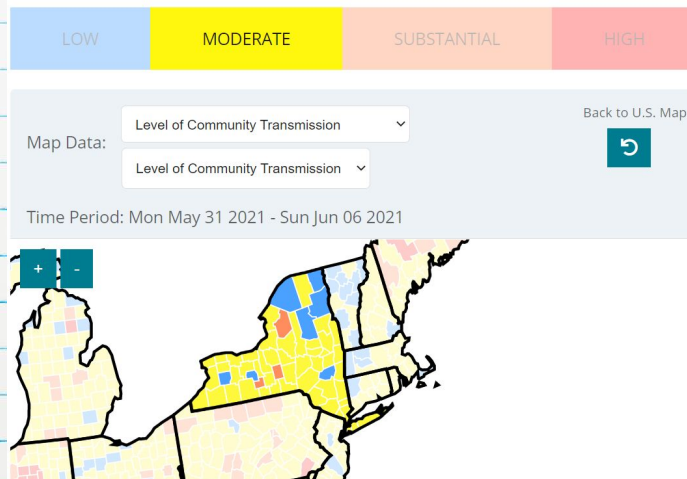 LOW MODERATE SUBSTANTIAL HIGH
Back to U.S. Map
Map Data:
Level of Community Transmission
Level of Community Transmission
Time Period: Mon May 31 2021 - Sun Jun 06 2021
+ -